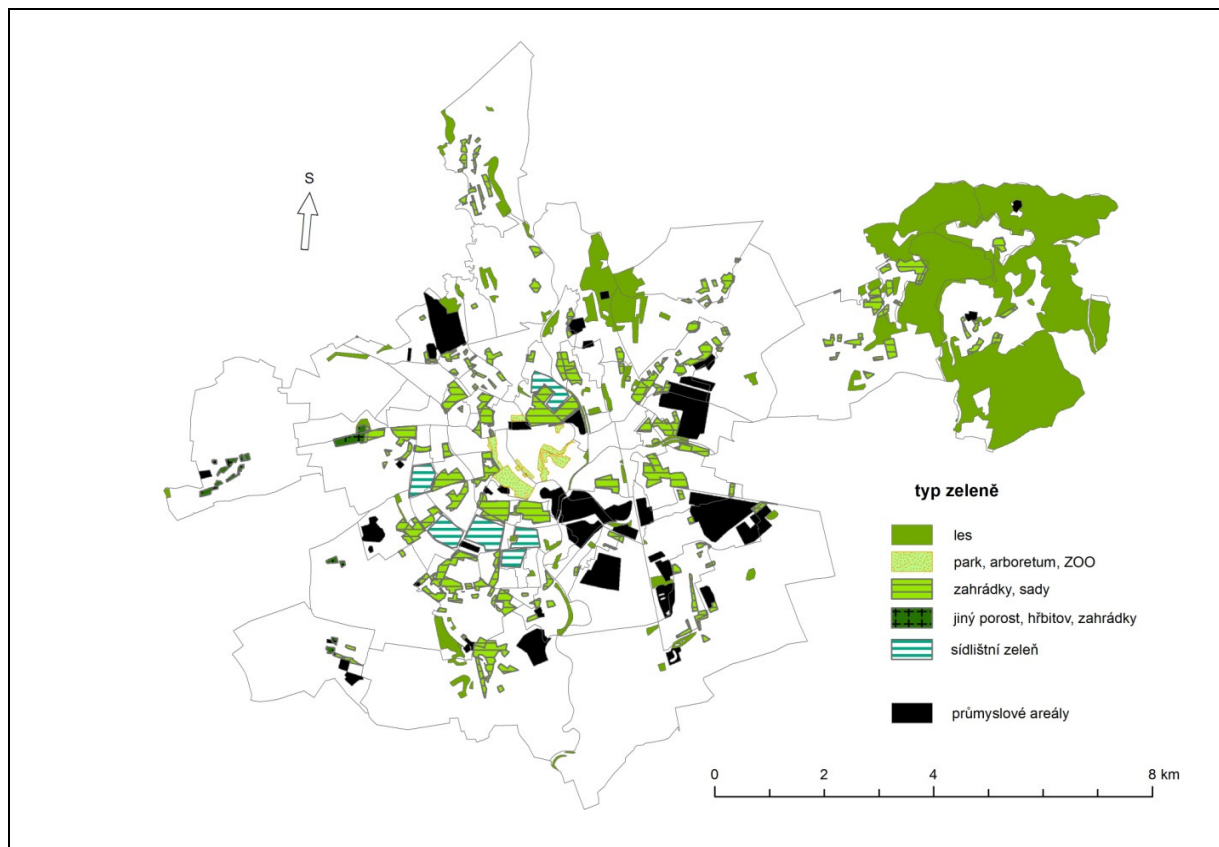 S
typ zeleně
les
park, arboretum, ZOO
zahrádky, sady
jiný porost, hřbitov, zahrádky
sídlištní zeleň
průmyslové areály
0 2 4 8 km